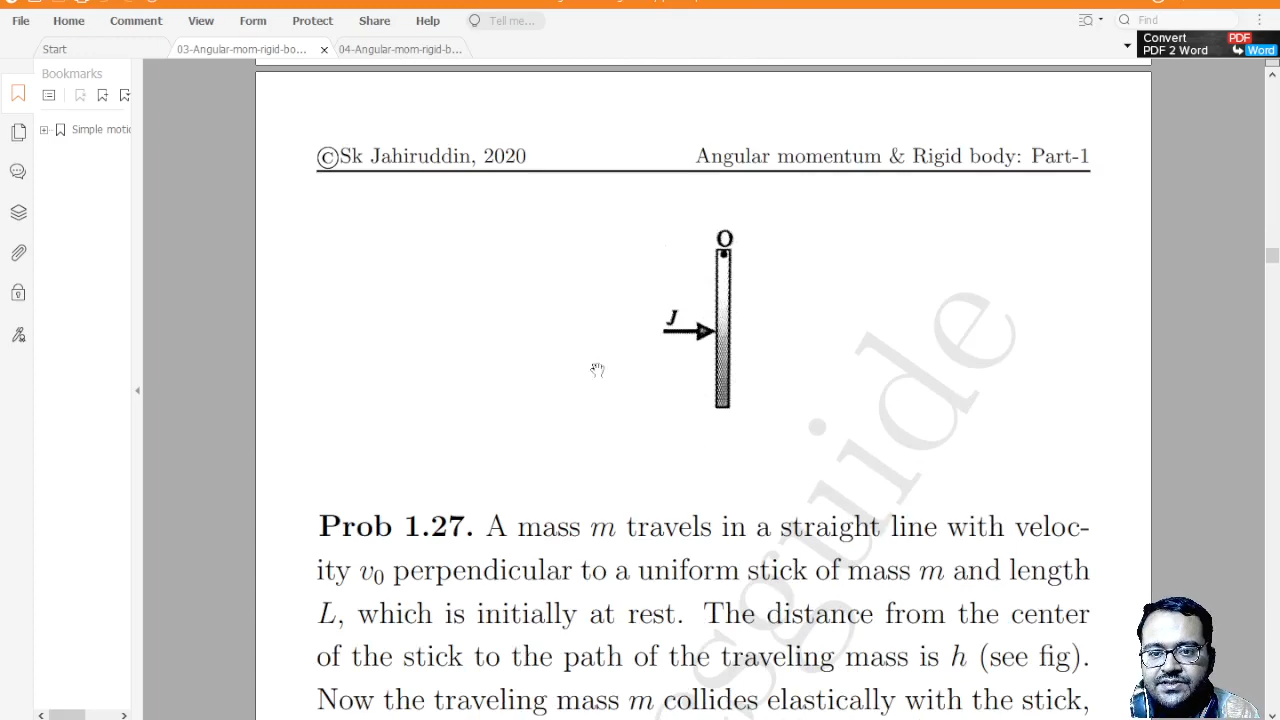 File Home Comment View Form Protect Share Help Tell me... Find
Convert PDF
PDF 2 Word Word
Start 03-Angular-mom-rigid-bo... 04-Angular-mom-rigid-b...
Bookmarks
Simple motio
©Sk Jahiruddin, 2020 Angular momentum & Rigid body: Part-1
O
J
Prob 1.27. A mass m travels in a straight line with veloc-
ity v₀ perpendicular to a uniform stick of mass m and length
L, which is initially at rest. The distance from the center
of the stick to the path of the traveling mass is h (see fig).
Now the traveling mass m collides elastically with the stick,
sguide